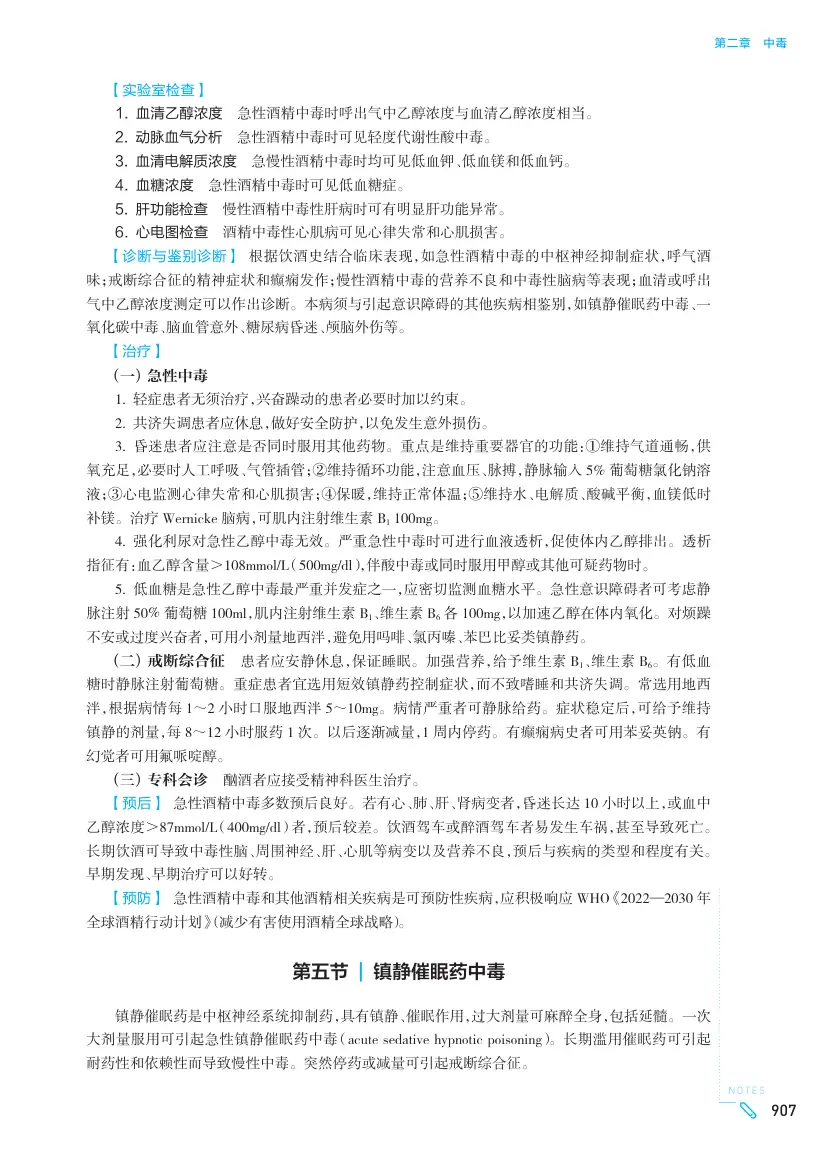 第二章 中毒
【实验室检查】
1. 血清乙醇浓度 急性酒精中毒时呼出气中乙醇浓度与血清乙醇浓度相当。
2. 动脉血气分析 急性酒精中毒时可见轻度代谢性酸中毒。
3. 血清电解质浓度 急慢性酒精中毒时均可见低血钾、低血镁和低血钙。
4. 血糖浓度 急性酒精中毒时可见低血糖症。
5. 肝功能检查 慢性酒精中毒性肝病时可有明显肝功能异常。
6. 心电图检查 酒精中毒性心肌病可见心律失常和心肌损害。
【诊断与鉴别诊断】 根据饮酒史结合临床表现，如急性酒精中毒的中枢神经抑制症状，呼气酒
味；戒断综合征的精神症状和癫痫发作；慢性酒精中毒的营养不良和中毒性脑病等表现；血清或呼出
气中乙醇浓度测定可以作出诊断。本病须与引起意识障碍的其他疾病相鉴别，如镇静催眠药中毒、一
氧化碳中毒、脑血管意外、糖尿病昏迷、颅脑外伤等。
【治疗】
（一）急性中毒
1. 轻症患者无须治疗，兴奋躁动的患者必要时加以约束。
2. 共济失调患者应休息，做好安全防护，以免发生意外损伤。
3. 昏迷患者应注意是否同时服用其他药物。重点是维持重要器官的功能：①维持气道通畅，供
氧充足，必要时人工呼吸、气管插管；②维持循环功能，注意血压、脉搏，静脉输入 5% 葡萄糖氯化钠溶
液；③心电监测心律失常和心肌损害；④保暖，维持正常体温；⑤维持水、电解质、酸碱平衡，血镁低时
补镁。治疗 Wernicke 脑病，可肌内注射维生素 B₁ 100mg。
4. 强化利尿对急性乙醇中毒无效。严重急性中毒时可进行血液透析，促使体内乙醇排出。透析
指征有：血乙醇含量＞108mmol/L（500mg/dl），伴酸中毒或同时服用甲醇或其他可疑药物时。
5. 低血糖是急性乙醇中毒最严重并发症之一，应密切监测血糖水平。急性意识障碍者可考虑静
脉注射 50% 葡萄糖 100ml，肌内注射维生素 B₁、维生素 B₆ 各 100mg，以加速乙醇在体内氧化。对烦躁
不安或过度兴奋者，可用小剂量地西泮，避免用吗啡、氯丙嗪、苯巴比妥类镇静药。
（二）戒断综合征 患者应安静休息，保证睡眠。加强营养，给予维生素 B₁、维生素 B₆。有低血
糖时静脉注射葡萄糖。重症患者宜选用短效镇静药控制症状，而不致嗜睡和共济失调。常选用地西
泮，根据病情每 1～2 小时口服地西泮 5～10mg。病情严重者可静脉给药。症状稳定后，可给予维持
镇静的剂量，每 8～12 小时服药 1 次。以后逐渐减量，1 周内停药。有癫痫病史者可用苯妥英钠。有
幻觉者可用氟哌啶醇。
（三）专科会诊 酗酒者应接受精神科医生治疗。
【预后】 急性酒精中毒多数预后良好。若有心、肺、肝、肾病变者，昏迷长达 10 小时以上，或血中
乙醇浓度＞87mmol/L（400mg/dl）者，预后较差。饮酒驾车或醉酒驾车者易发生车祸，甚至导致死亡。
长期饮酒可导致中毒性脑、周围神经、肝、心肌等病变以及营养不良，预后与疾病的类型和程度有关。
早期发现、早期治疗可以好转。
【预防】 急性酒精中毒和其他酒精相关疾病是可预防性疾病，应积极响应 WHO《2022—2030 年
全球酒精行动计划》（减少有害使用酒精全球战略）。
第五节 | 镇静催眠药中毒
镇静催眠药是中枢神经系统抑制药，具有镇静、催眠作用，过大剂量可麻醉全身，包括延髓。一次
大剂量服用可引起急性镇静催眠药中毒（acute sedative hypnotic poisoning）。长期滥用催眠药可引起
耐药性和依赖性而导致慢性中毒。突然停药或减量可引起戒断综合征。
NOTES
907